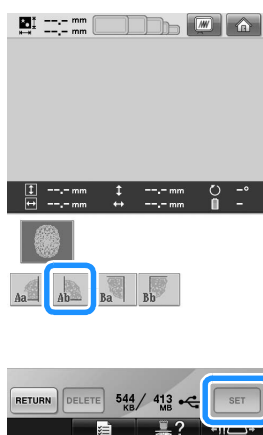 --.- mm
--.- mm
--.- mm --.- mm -°
--.- mm --.- mm -
Aa Ab Ba Bb
RETURN DELETE 544 KB / 413 MB SET
?